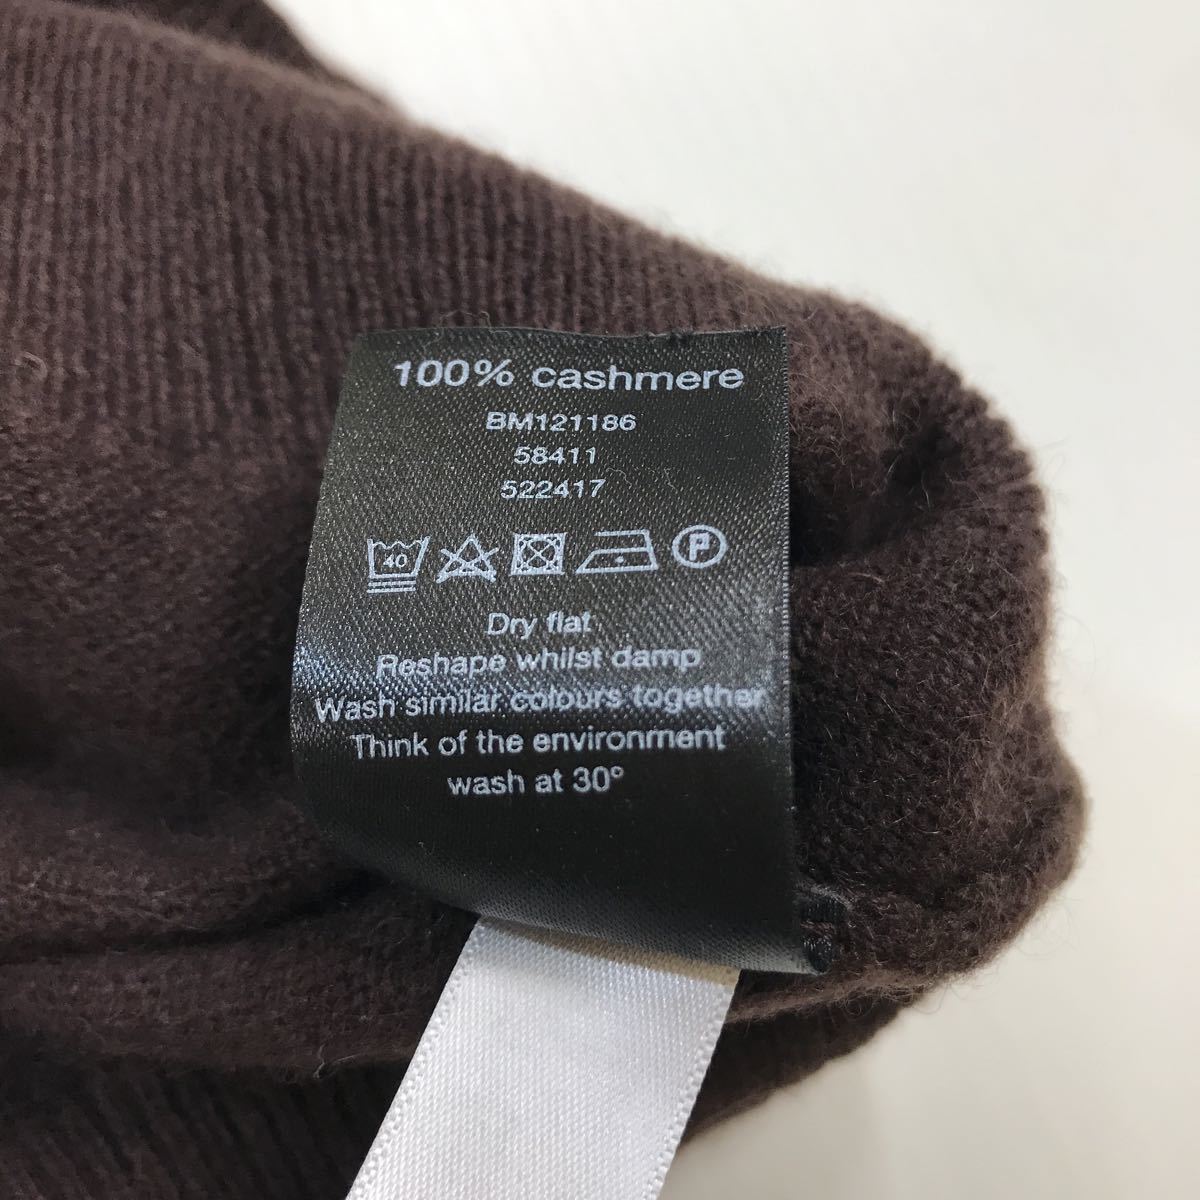 100% cashmere
BM121186
58411
522417
40 P
Dry flat
Reshape whilst damp
Wash similar colours together
Think of the environment
wash at 30°